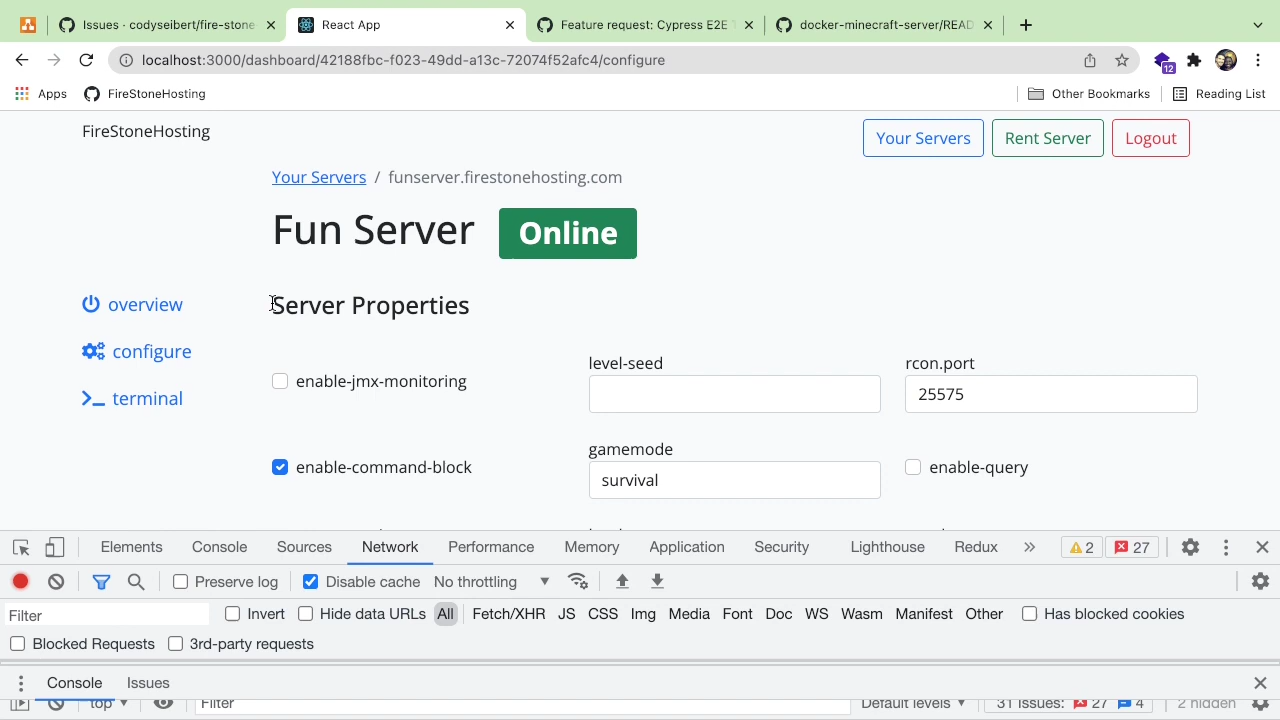 Issues · codyseibert/fire-stone-
React App
Feature request: Cypress E2E T
docker-minecraft-server/READ
localhost:3000/dashboard/42188fbc-f023-49dd-a13c-72074f52afc4/configure
12
Apps
FireStoneHosting
Other Bookmarks
Reading List
FireStoneHosting
Your Servers
Rent Server
Logout
Your Servers / funserver.firestonehosting.com
Fun Server
Online
overview
configure
terminal
Server Properties
enable-jmx-monitoring
level-seed
rcon.port
25575
enable-command-block
gamemode
survival
enable-query
Elements
Console
Sources
Network
Performance
Memory
Application
Security
Lighthouse
Redux
2
27
Preserve log
Disable cache
No throttling
Filter
Invert
Hide data URLs
All
Fetch/XHR
JS
CSS
Img
Media
Font
Doc
WS
Wasm
Manifest
Other
Has blocked cookies
Blocked Requests
3rd-party requests
Console
Issues
top
Filter
Default levels
31 Issues:
27
4
2 hidden